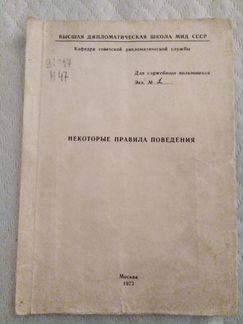 ВЫСШАЯ ДИПЛОМАТИЧЕСКАЯ ШКОЛА МИД СССР
Кафедра советской дипломатической службы
Н47
Для служебного пользования
Экз. №
НЕКОТОРЫЕ ПРАВИЛА ПОВЕДЕНИЯ
Москва
1973